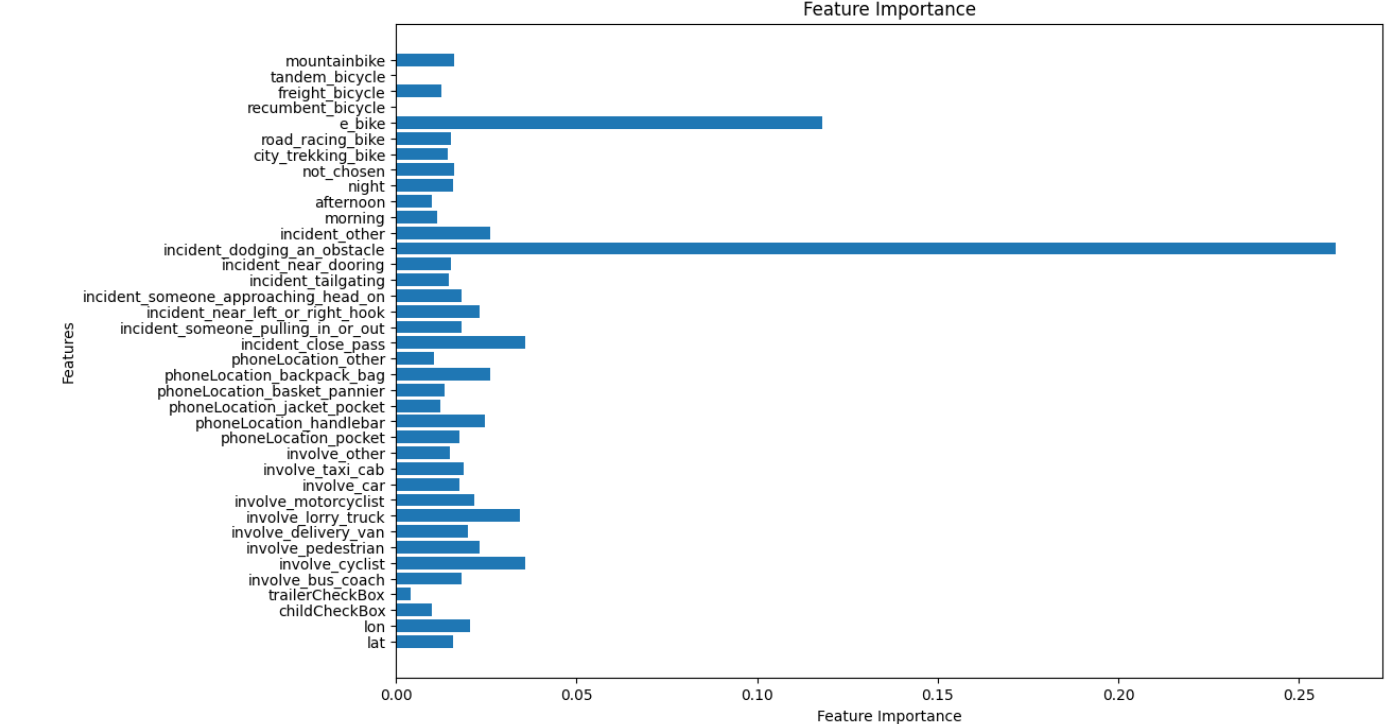 Feature Importance
mountainbike
tandem_bicycle
freight_bicycle
recumbent_bicycle
e_bike
road_racing_bike
city_trekking_bike
not_chosen
night
afternoon
morning
incident_other
incident_dodging_an_obstacle
incident_near_dooring
incident_tailgating
incident_someone_approaching_head_on
incident_near_left_or_right_hook
incident_someone_pulling_in_or_out
incident_close_pass
phoneLocation_other
phoneLocation_backpack_bag
phoneLocation_basket_pannier
phoneLocation_jacket_pocket
phoneLocation_handlebar
phoneLocation_pocket
involve_other
involve_taxi_cab
involve_car
involve_motorcyclist
involve_lorry_truck
involve_delivery_van
involve_pedestrian
involve_cyclist
involve_bus_coach
trailerCheckBox
childCheckBox
lon
lat
Features
0.00 0.05 0.10 0.15 0.20 0.25
Feature Importance